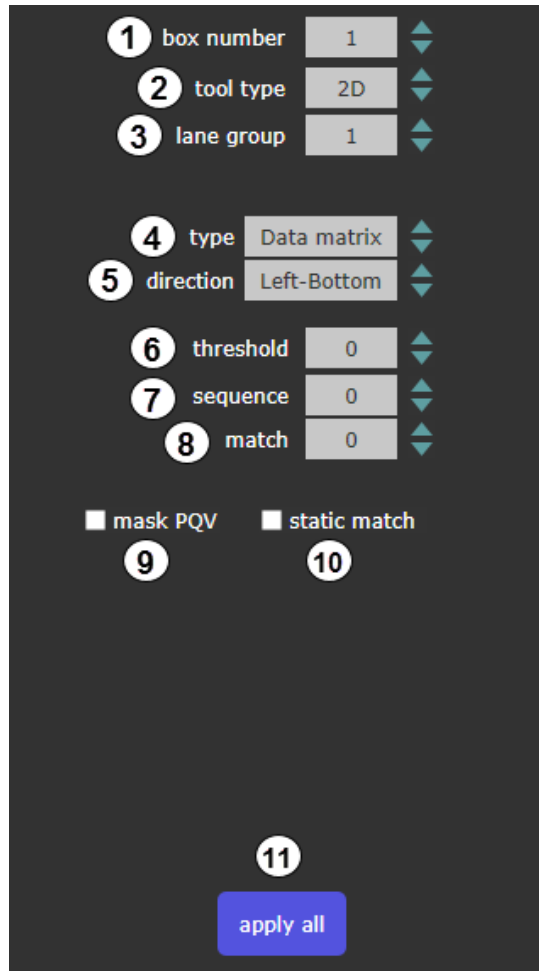 1 box number 1
2 tool type 2D
3 lane group 1
4 type Data matrix
5 direction Left-Bottom
6 threshold 0
7 sequence 0
8 match 0
mask PQV static match
9 10
11
apply all